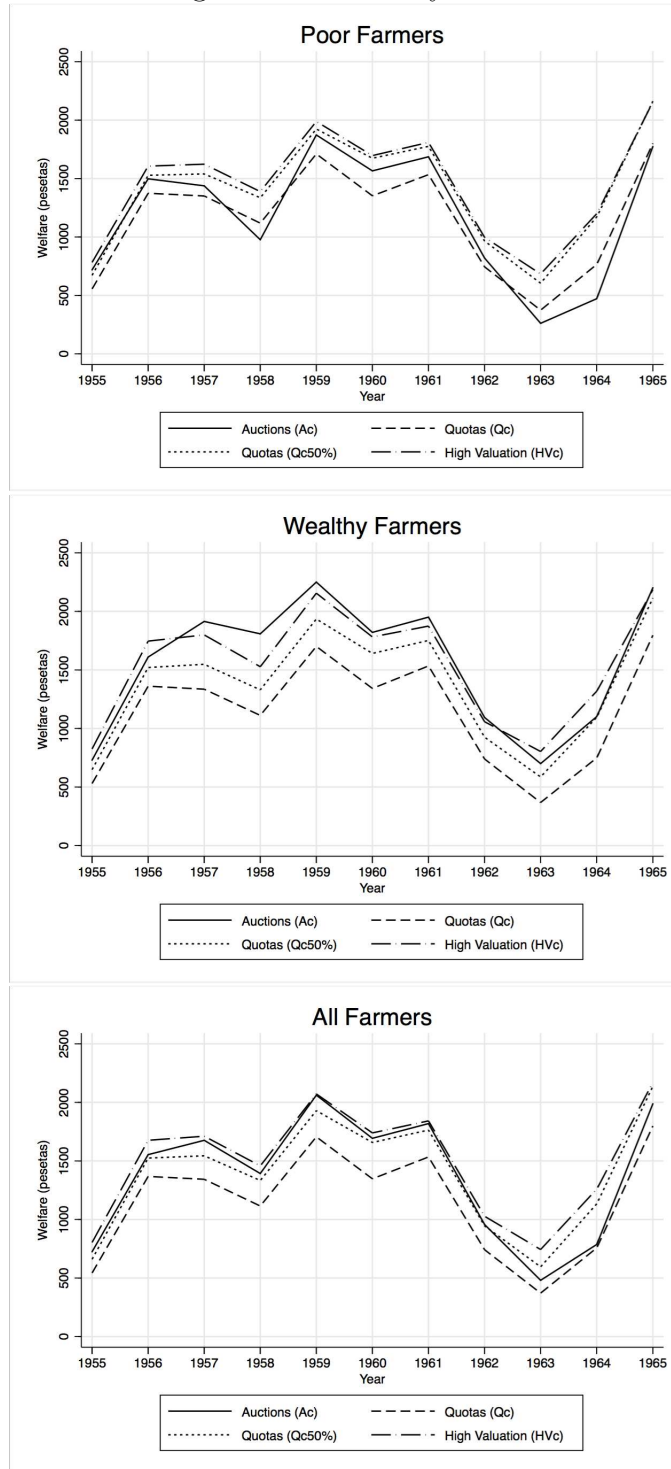 Poor Farmers
2500
2000
1500
1000
500
0
Welfare (pesetas)
1955 1956 1957 1958 1959 1960 1961 1962 1963 1964 1965
Year
Auctions (Ac) Quotas (Qc)
Quotas (Qc50%) High Valuation (HVc)
Wealthy Farmers
2500
2000
1500
1000
500
0
Welfare (pesetas)
1955 1956 1957 1958 1959 1960 1961 1962 1963 1964 1965
Year
Auctions (Ac) Quotas (Qc)
Quotas (Qc50%) High Valuation (HVc)
All Farmers
2500
2000
1500
1000
500
0
Welfare (pesetas)
1955 1956 1957 1958 1959 1960 1961 1962 1963 1964 1965
Year
Auctions (Ac) Quotas (Qc)
Quotas (Qc50%) High Valuation (HVc)